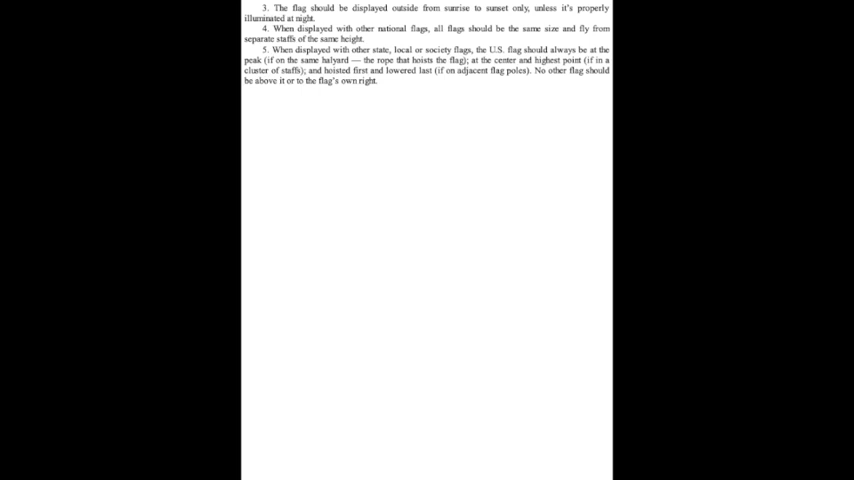 3. The flag should be displayed outside from sunrise to sunset only, unless it's properly
illuminated at night.
4. When displayed with other national flags, all flags should be the same size and fly from
separate staffs of the same height.
5. When displayed with other state, local or society flags, the U.S. flag should always be at the
peak (if on the same halyard — the rope that hoists the flag); at the center and highest point (if in a
cluster of staffs); and hoisted first and lowered last (if on adjacent flag poles). No other flag should
be above it or to the flag's own right.